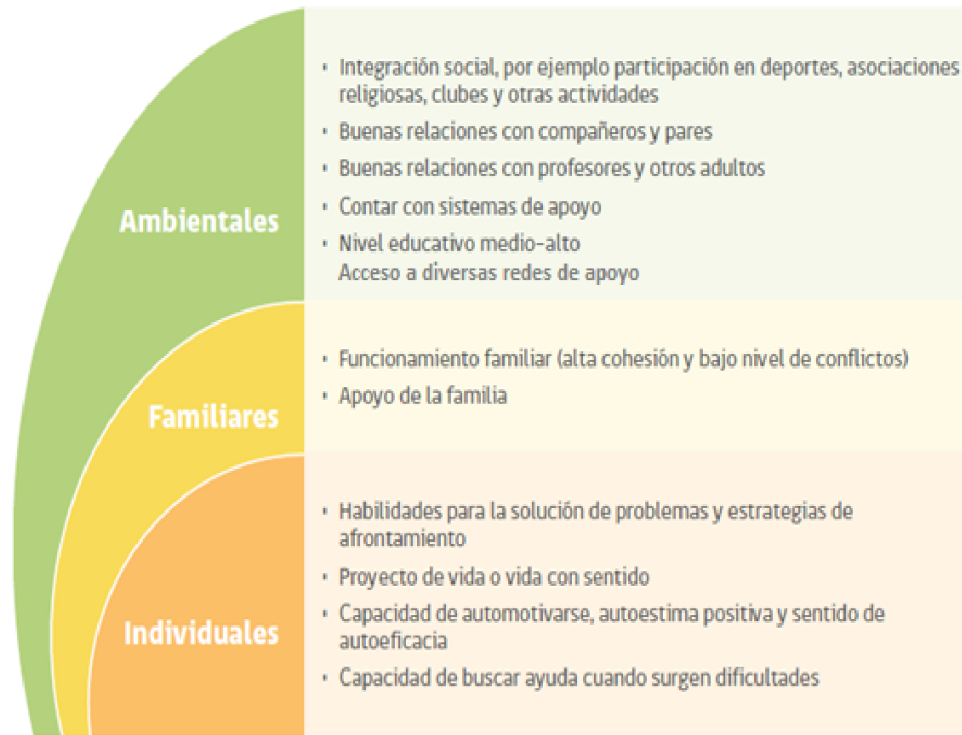 Ambientales
· Integración social, por ejemplo participación en deportes, asociaciones
religiosas, clubes y otras actividades
· Buenas relaciones con compañeros y pares
· Buenas relaciones con profesores y otros adultos
· Contar con sistemas de apoyo
· Nivel educativo medio-alto
Acceso a diversas redes de apoyo
Familiares
· Funcionamiento familiar (alta cohesión y bajo nivel de conflictos)
· Apoyo de la familia
Individuales
· Habilidades para la solución de problemas y estrategias de
afrontamiento
· Proyecto de vida o vida con sentido
· Capacidad de automotivarse, autoestima positiva y sentido de
autoeficacia
· Capacidad de buscar ayuda cuando surgen dificultades